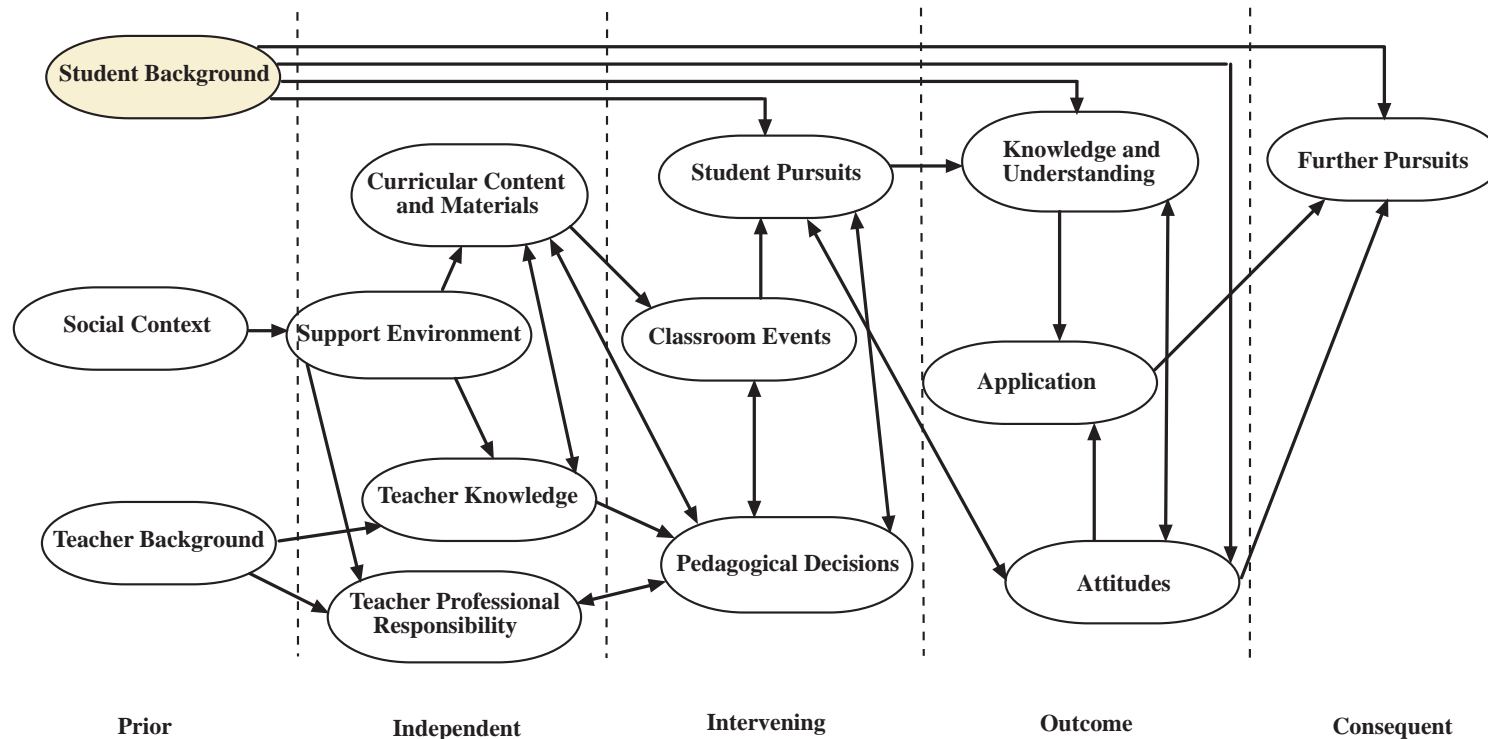 Student Background
Curricular Content
and Materials
Student Pursuits
Knowledge and
Understanding
Further Pursuits
Social Context
Support Environment
Classroom Events
Application
Teacher Knowledge
Teacher Background
Pedagogical Decisions
Attitudes
Teacher Professional
Responsibility
Prior
Independent
Intervening
Outcome
Consequent